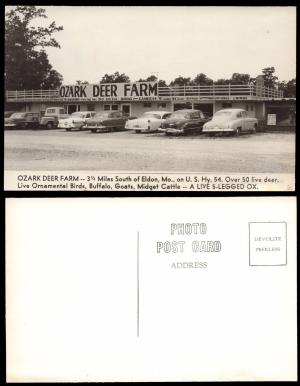 OZARK DEER FARM
OZARK DEER FARM -- 3½ Miles South of Eldon, Mo., on U. S. Hy. 54. Over 50 live deer.
Live Ornamental Birds, Buffalo, Goats, Midget Cattle -- A LIVE 5-LEGGED OX.
PHOTO
POST CARD
ADDRESS
DEVOLITE
PEERLESS